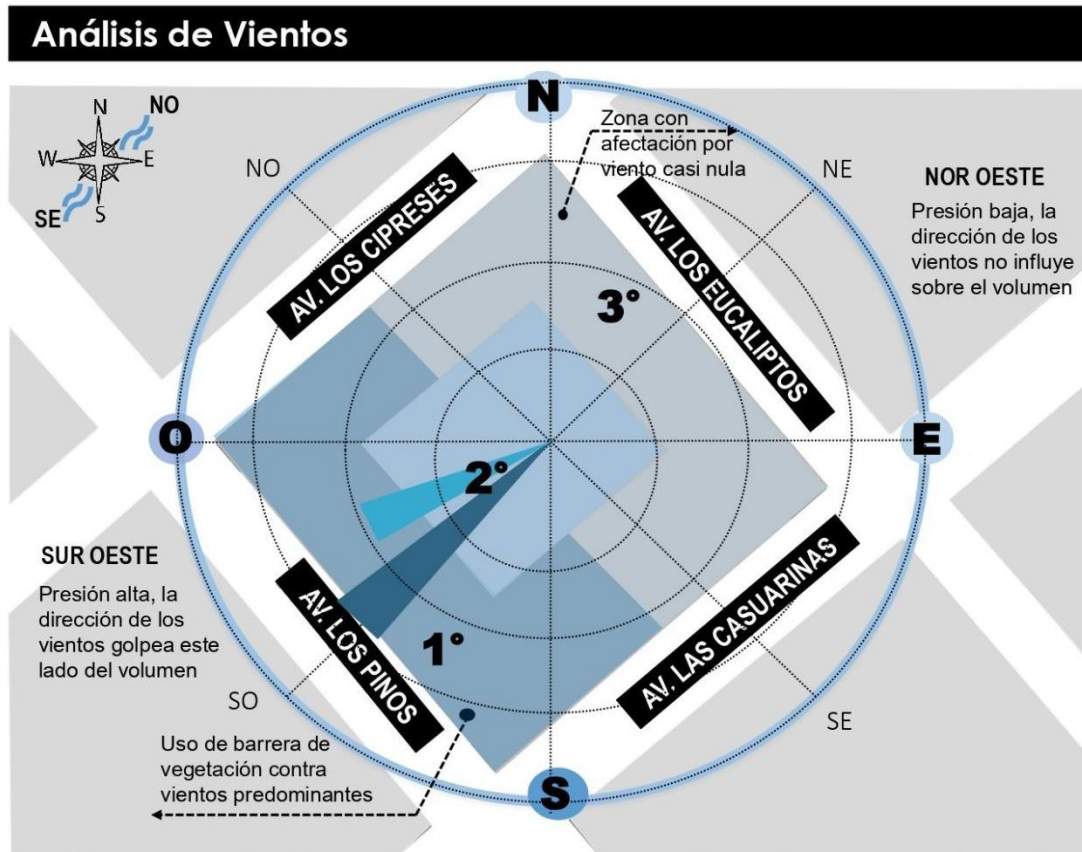 Análisis de Vientos
N
NO
W
E
SE
S
N
Zona con
afectación por
viento casi nula
NO
NE
AV. LOS CIPRESES
AV. LOS EUCALIPTOS
NOR OESTE
Presión baja, la
dirección de los
vientos no influye
sobre el volumen
3°
O
E
2°
SUR OESTE
Presión alta, la
dirección de los
vientos golpea este
lado del volumen
AV. LOS PINOS
1°
AV. LAS CASUARINAS
SO
SE
Uso de barrera de
vegetación contra
vientos predominantes
S